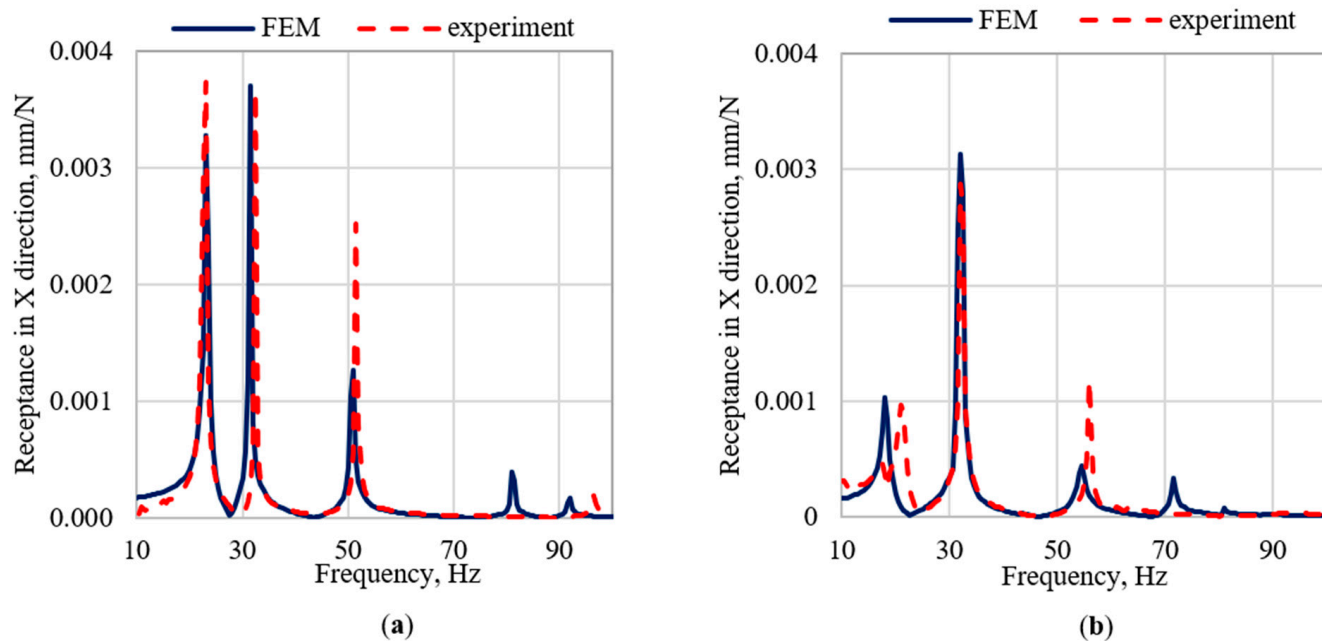 FEM experiment
Receptance in X direction, mm/N
0.004
0.003
0.002
0.001
0.000
10 30 50 70 90
Frequency, Hz
(a)
FEM experiment
Receptance in X direction, mm/N
0.004
0.003
0.002
0.001
0
10 30 50 70 90
Frequency, Hz
(b)